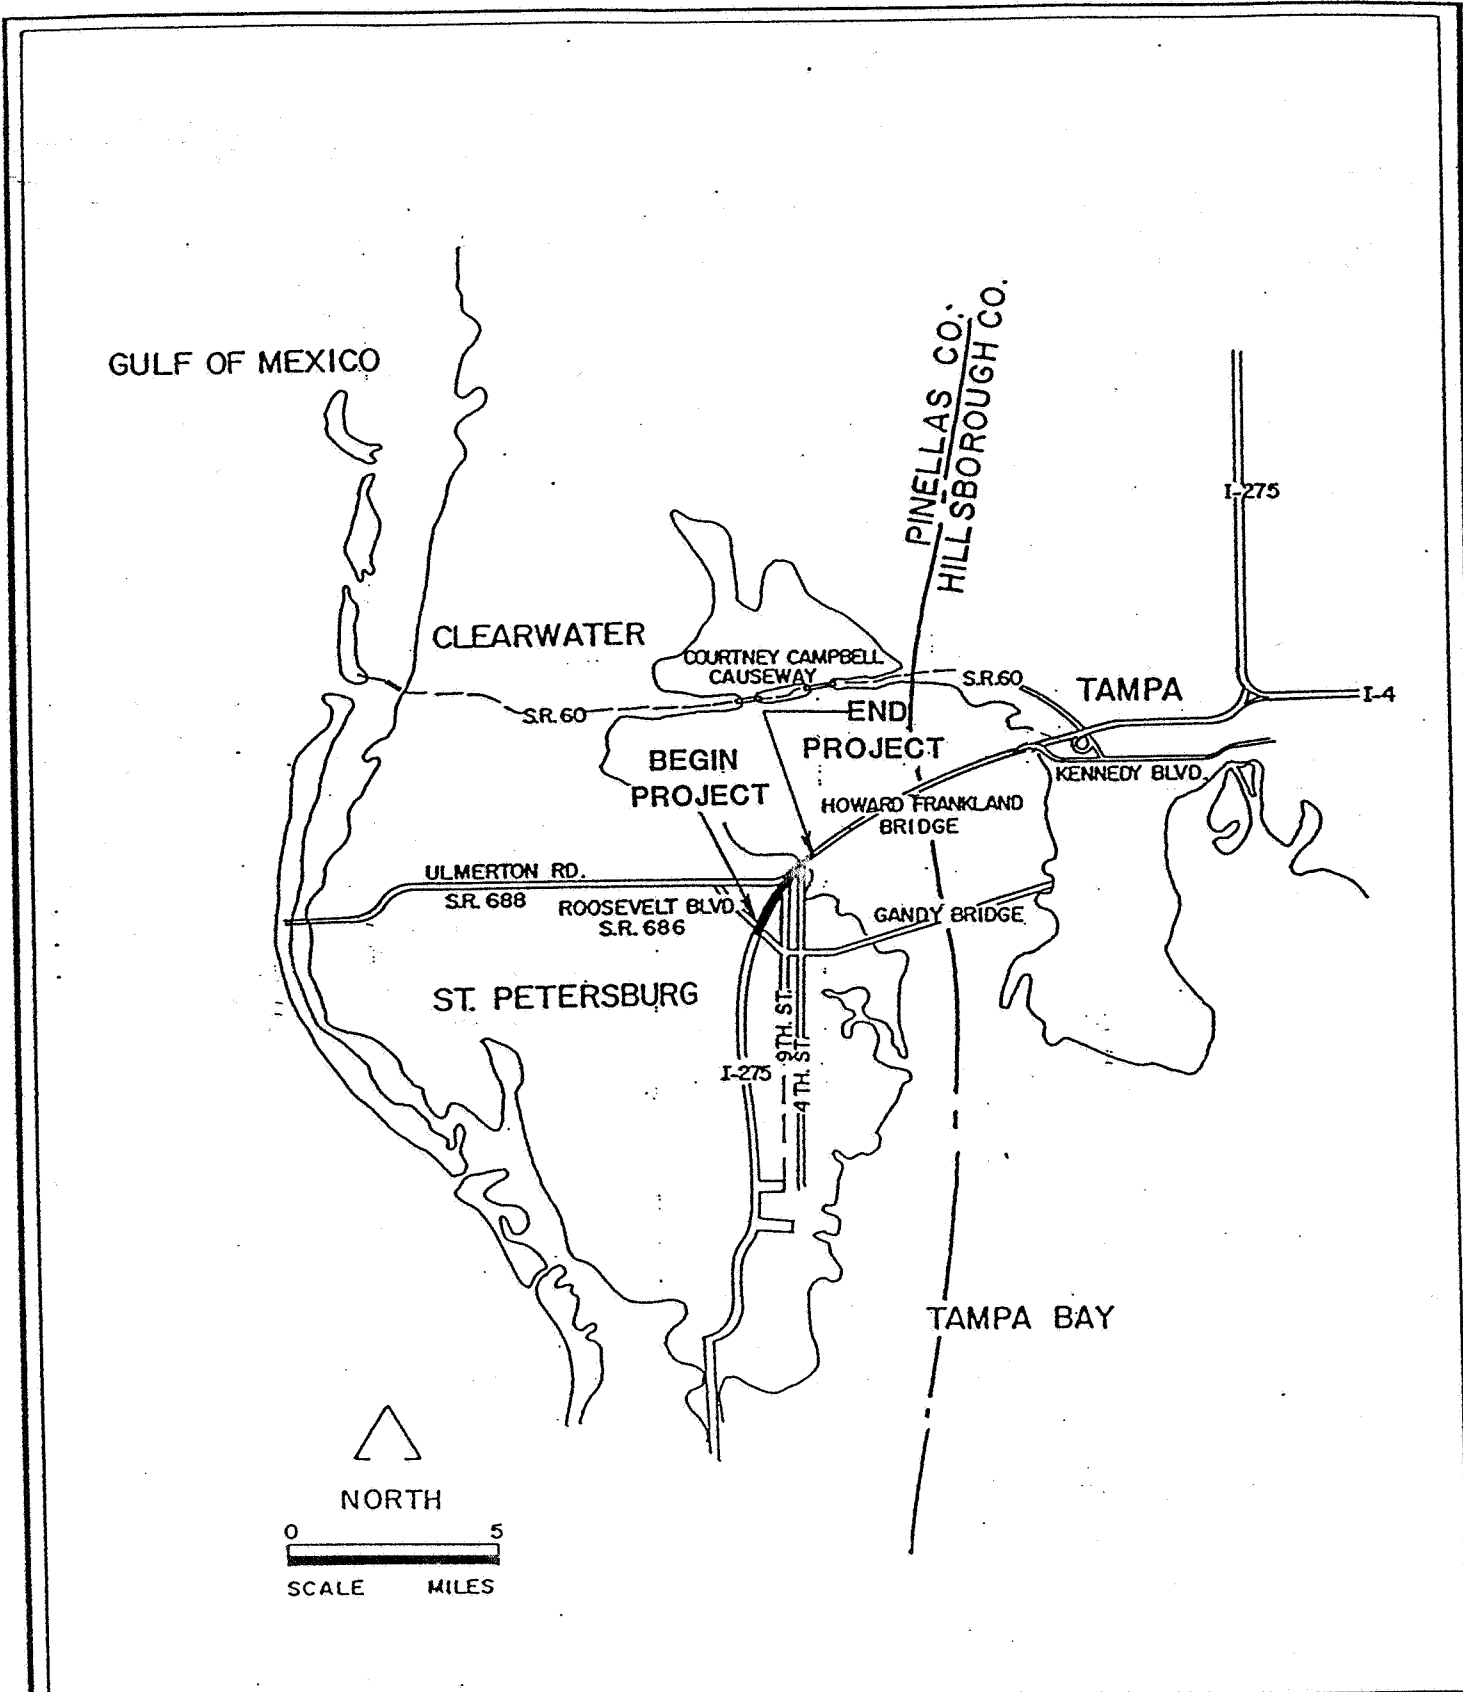 GULF OF MEXICO
PINELLAS CO.
HILLSBOROUGH CO.
I-275
CLEARWATER
COURTNEY CAMPBELL
CAUSEWAY
S.R.60
TAMPA
I-4
S.R.60
END
PROJECT
BEGIN
PROJECT
KENNEDY BLVD.
HOWARD FRANKLAND
BRIDGE
ULMERTON RD.
S.R. 688
ROOSEVELT BLVD.
S.R. 686
GANDY BRIDGE
ST. PETERSBURG
9TH. ST.
4TH. ST.
I-275
TAMPA BAY
NORTH
0 5
SCALE MILES